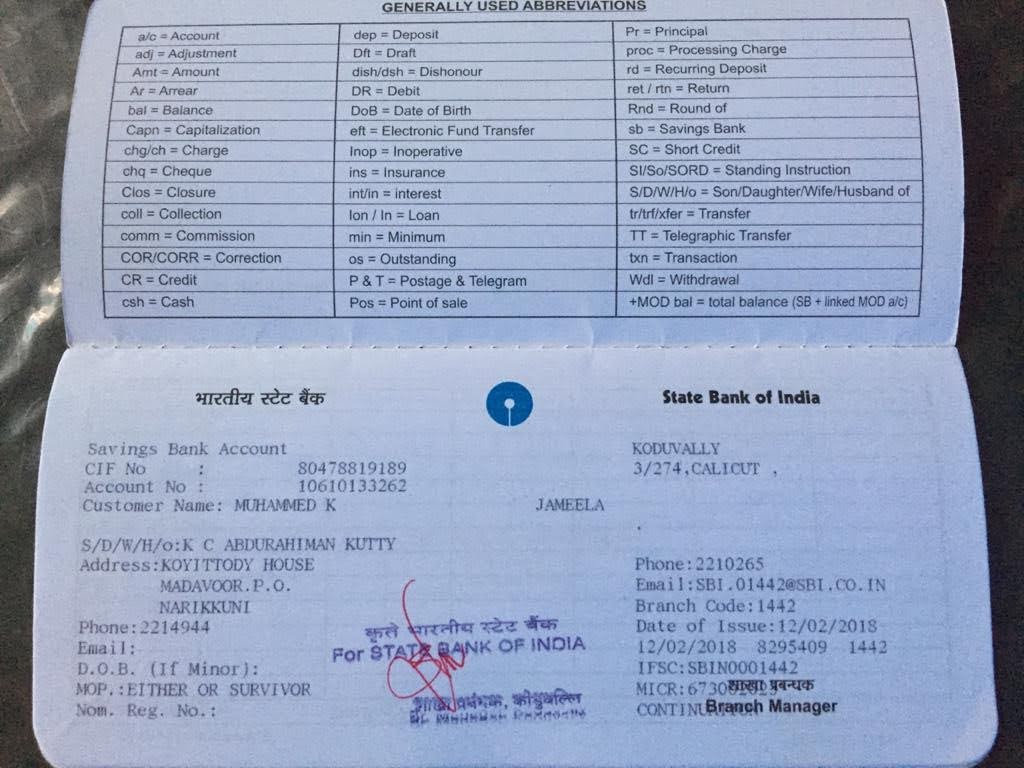 GENERALLY USED ABBREVIATIONS
a/c = Account dep = Deposit Pr = Principal
adj = Adjustment Dft = Draft proc = Processing Charge
Amt = Amount dish/dsh = Dishonour rd = Recurring Deposit
Ar = Arrear DR = Debit ret / rtn = Return
bal = Balance DoB = Date of Birth Rnd = Round of
Capn = Capitalization eft = Electronic Fund Transfer sb = Savings Bank
chg/ch = Charge Inop = Inoperative SC = Short Credit
chq = Cheque ins = Insurance SI/So/SORD = Standing Instruction
Clos = Closure int/in = interest S/D/W/H/o = Son/Daughter/Wife/Husband of
coll = Collection lon / ln = Loan tr/trf/xfer = Transfer
comm = Commission min = Minimum TT = Telegraphic Transfer
COR/CORR = Correction os = Outstanding txn = Transaction
CR = Credit P & T = Postage & Telegram Wdl = Withdrawal
csh = Cash Pos = Point of sale +MOD bal = total balance (SB + linked MOD a/c)
भारतीय स्टेट बैंक State Bank of India
Savings Bank Account KODUVALLY
CIF No : 80478819189 3/274,CALICUT ,
Account No : 10610133262
Customer Name: MUHAMMED K JAMEELA
.
S/D/W/H/o:K C ABDURAHIMAN KUTTY
Address:KOYITTODY HOUSE Phone:2210265
MADAVOOR.P.O. Email:SBI.01442@SBI.CO.IN
NARIKKUNI Branch Code:1442
Phone:2214944 कृते भारतीय स्टेट बैंक Date of Issue:12/02/2018
Email: For STATE BANK OF INDIA 12/02/2018 8295409 1442
D.O.B. (If Minor): IFSC:SBIN0001442
MOP.:EITHER OR SURVIVOR MICR: शाखा प्रबन्धक
Nom. Reg. No.: Branch Manager